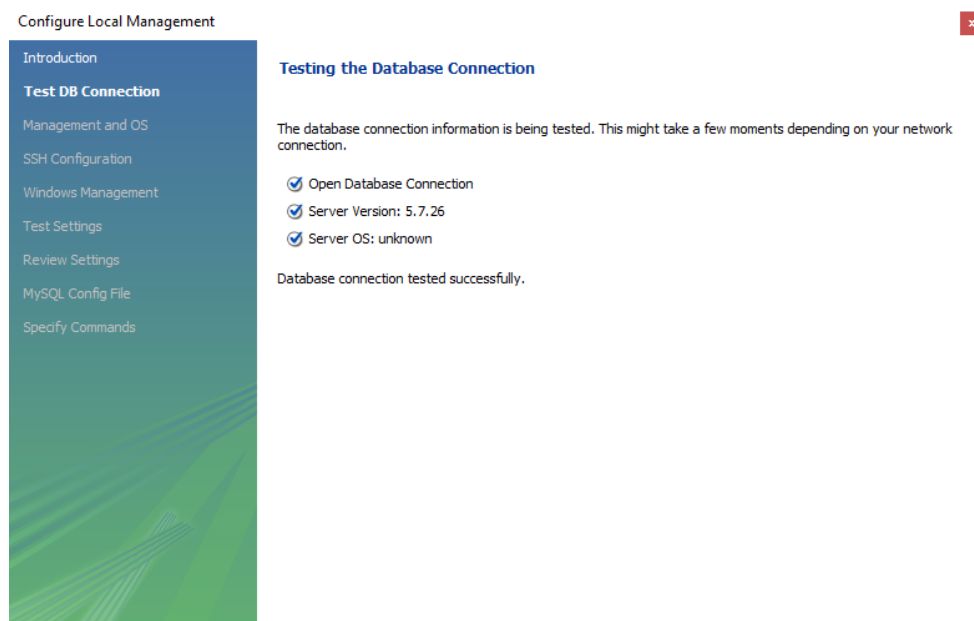 Configure Local Management
Introduction
Test DB Connection
Management and OS
SSH Configuration
Windows Management
Test Settings
Review Settings
MySQL Config File
Specify Commands
Testing the Database Connection
The database connection information is being tested. This might take a few moments depending on your network
connection.
Open Database Connection
Server Version: 5.7.26
Server OS: unknown
Database connection tested successfully.